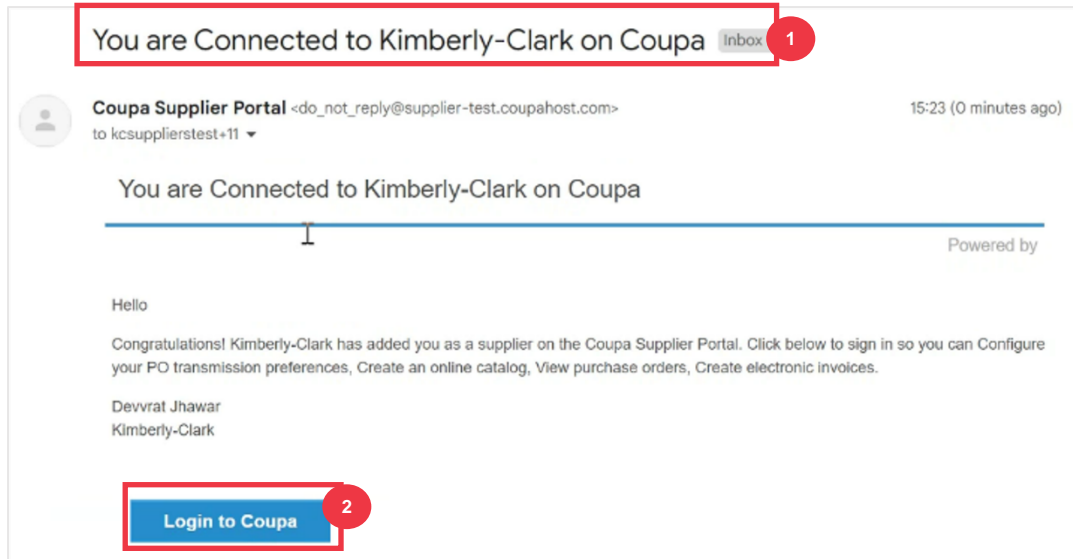 You are Connected to Kimberly-Clark on Coupa Inbox 1
Coupa Supplier Portal <do_not_reply@supplier-test.coupahost.com> 15:23 (0 minutes ago)
to kcsupplierstest+11
You are Connected to Kimberly-Clark on Coupa
Powered by
Hello
Congratulations! Kimberly-Clark has added you as a supplier on the Coupa Supplier Portal. Click below to sign in so you can Configure
your PO transmission preferences, Create an online catalog, View purchase orders, Create electronic invoices.
Devvrat Jhawar
Kimberly-Clark
2
Login to Coupa